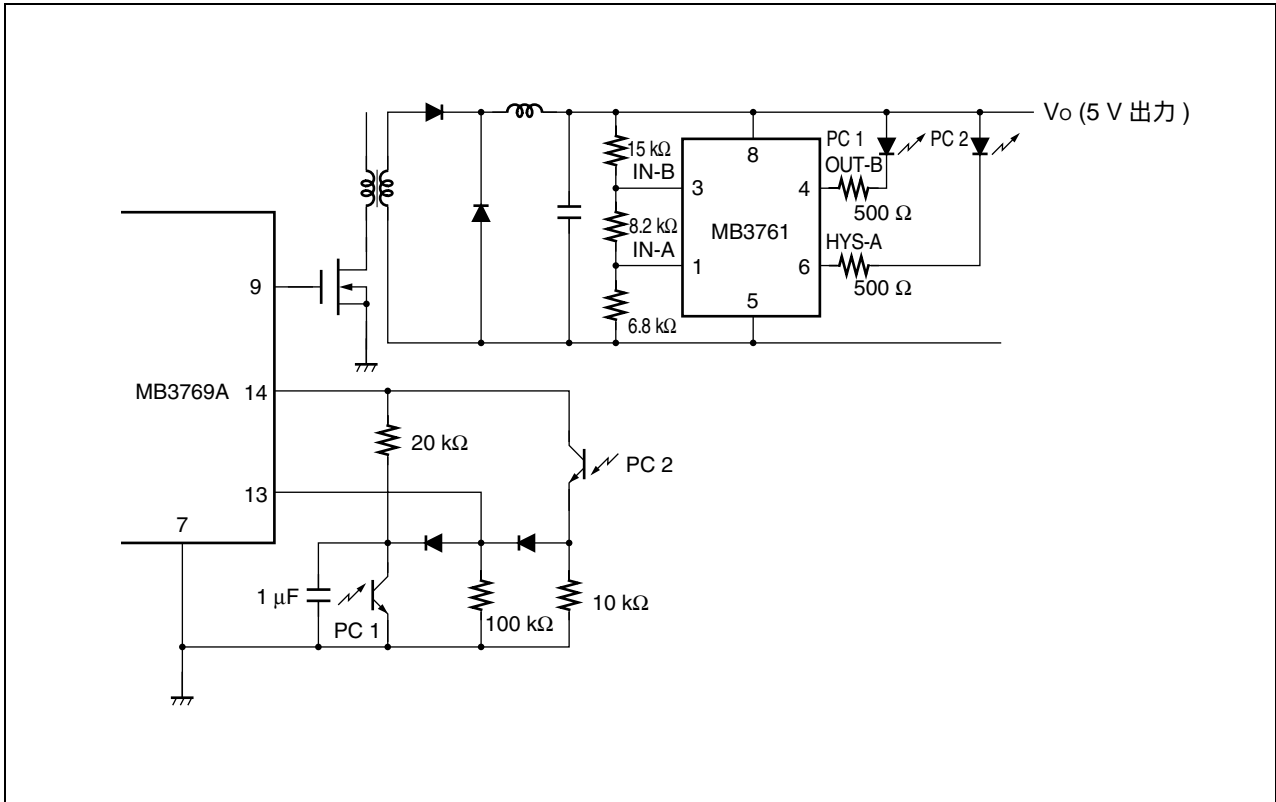 Vo (5 V 出力 )
15 kΩ
IN-B
8.2 kΩ
IN-A
6.8 kΩ
8
3
4
MB3761
1
6
5
PC 1
OUT-B
500 Ω
HYS-A
500 Ω
PC 2
9
MB3769A
14
13
7
20 kΩ
PC 2
1 μF
PC 1
100 kΩ
10 kΩ